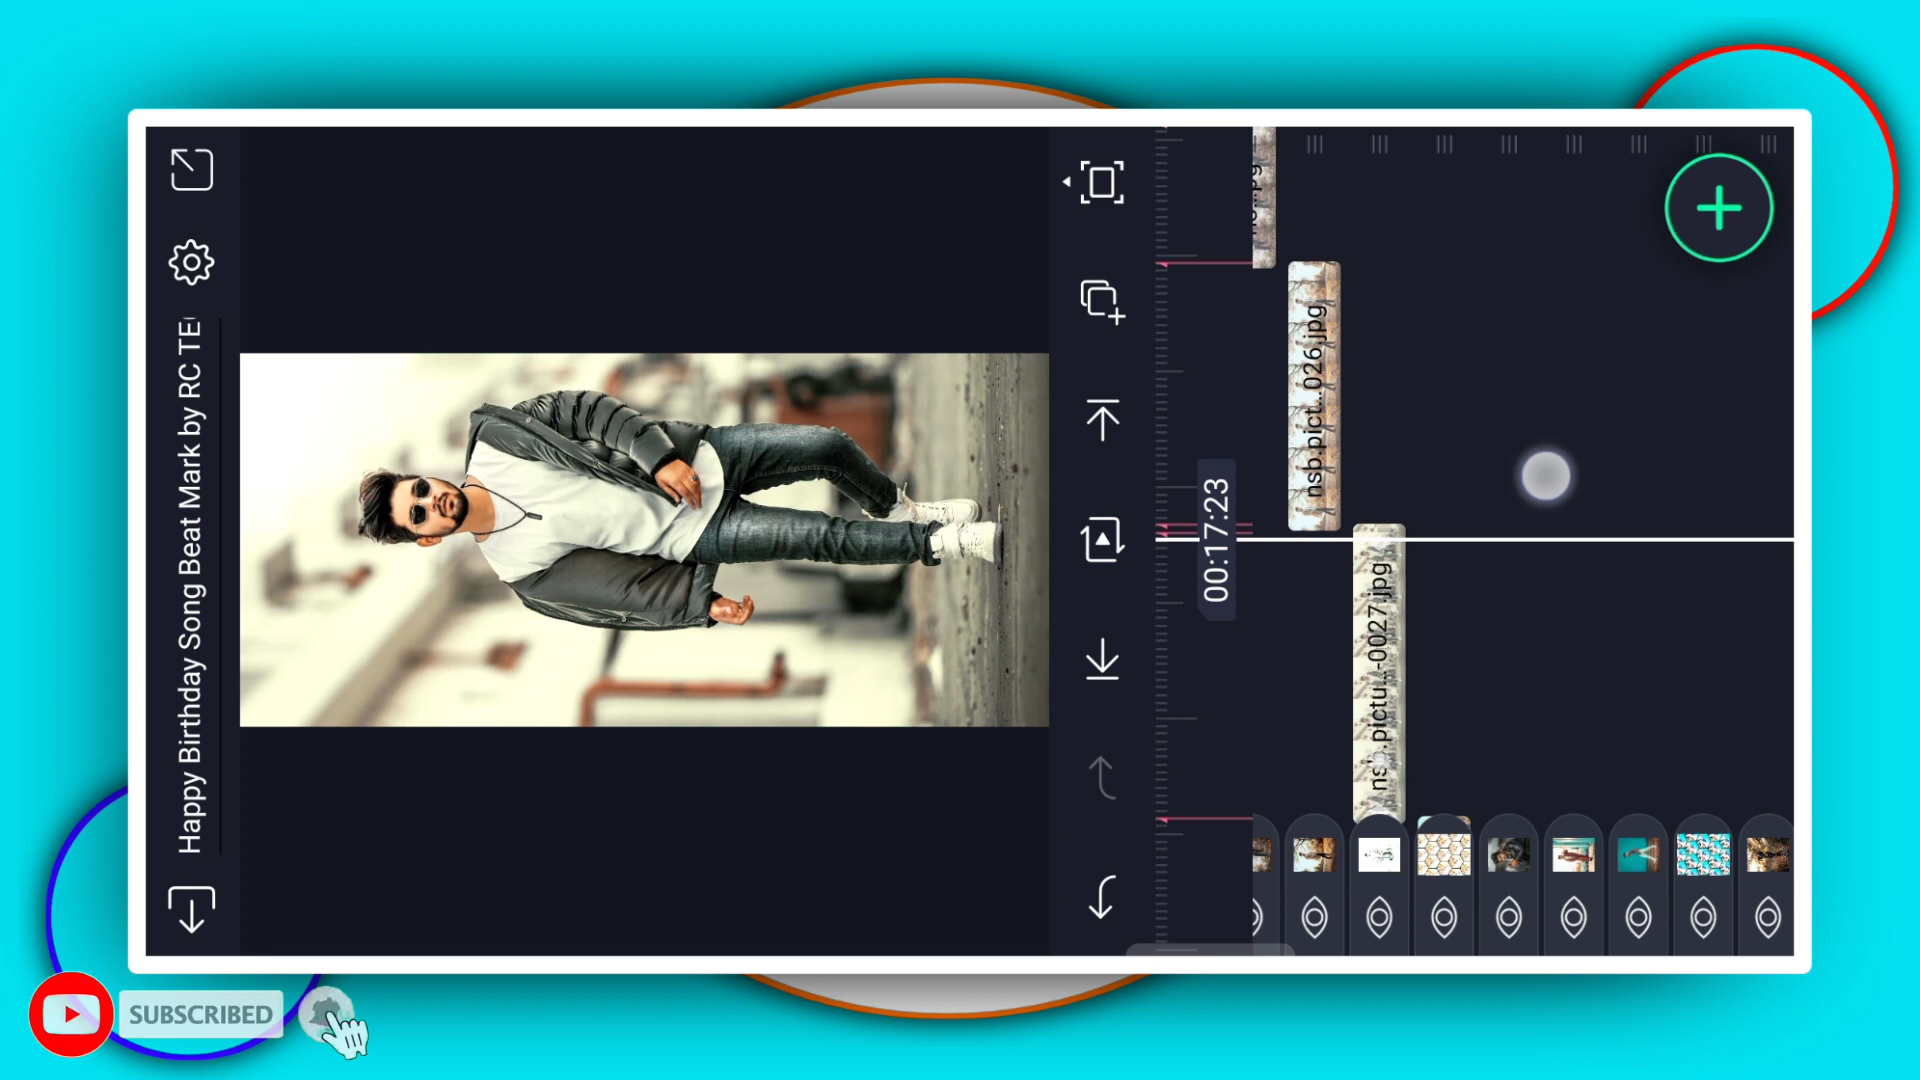 Happy Birthday Song Beat Mark by RC TE
00:17:23
nsb.pict...026.jpg
nsb.pictu...-0027.jpg
SUBSCRIBED